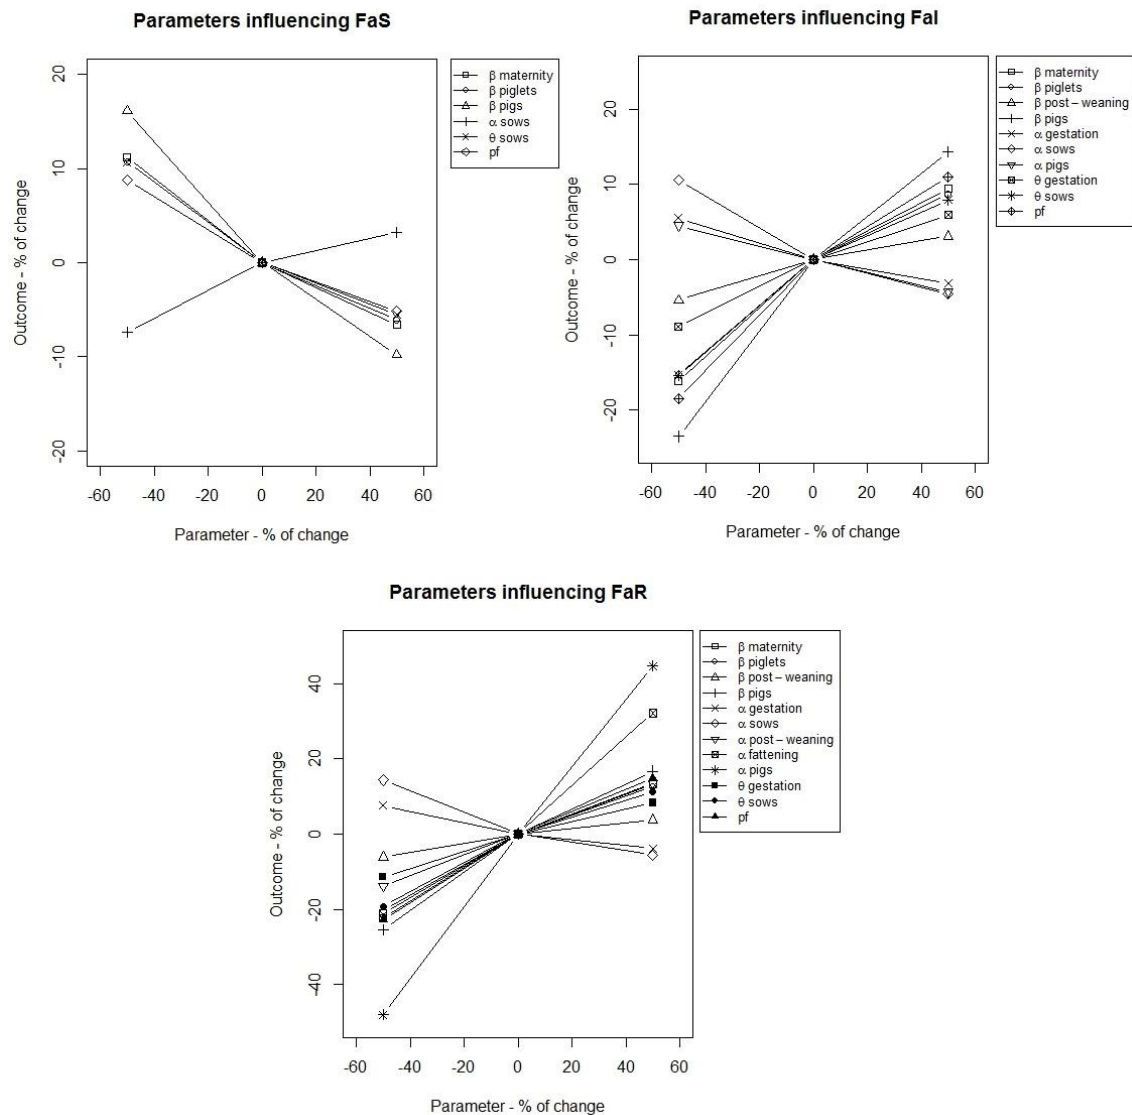 Parameters influencing FaS
20
10
0
-10
-20
Outcome - % of change
-60 -40 -20 0 20 40 60
Parameter - % of change
β maternity
β piglets
β pigs
α sows
θ sows
pf
Parameters influencing FaI
20
10
0
-10
-20
Outcome - % of change
-60 -40 -20 0 20 40 60
Parameter - % of change
β maternity
β piglets
β post – weaning
β pigs
α gestation
α sows
α pigs
θ gestation
θ sows
pf
Parameters influencing FaR
40
20
0
-20
-40
Outcome - % of change
-60 -40 -20 0 20 40 60
Parameter - % of change
β maternity
β piglets
β post – weaning
β pigs
α gestation
α sows
α post – weaning
α fattening
α pigs
θ gestation
θ sows
pf